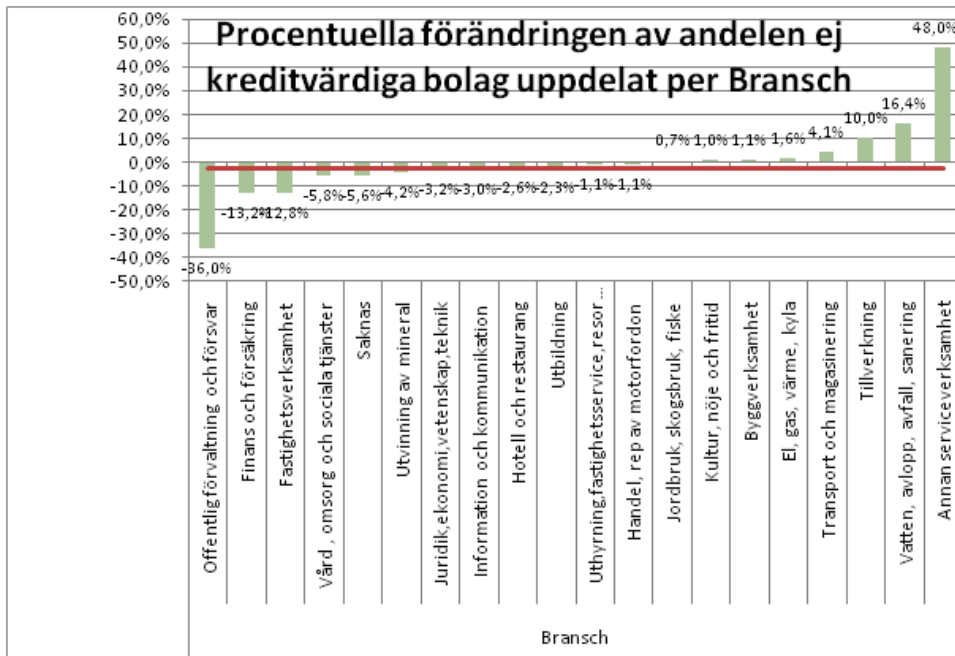 Procentuella förändringen av andelen ej
kreditvärdiga bolag uppdelat per Bransch
60,0%
50,0%
40,0%
30,0%
20,0%
10,0%
0,0%
-10,0%
-20,0%
-30,0%
-40,0%
-50,0%
-36,0%
-13,2%
-12,8%
-5,8%
-5,6%
-4,2%
-3,2%
-3,0%
-2,6%
-2,3%
-1,1%
-1,1%
0,7%
1,0%
1,1%
1,6%
4,1%
10,0%
16,4%
48,0%
Offentlig förvaltning och försvar
Finans och försäkring
Fastighetsverksamhet
Vård , omsorg och sociala tjänster
Saknas
Utvinning av mineral
Juridik,ekonomi,vetenskap,teknik
Information och kommunikation
Hotell och restaurang
Utbildning
Uthyrning,fastighetsservice,resor ...
Handel, rep av motorfordon
Jordbruk, skogsbruk, fiske
Kultur, nöje och fritid
Byggverksamhet
El, gas, värme, kyla
Transport och magasinering
Tillverkning
Vatten, avlopp, avfall, sanering
Annan serviceverksamhet
Bransch